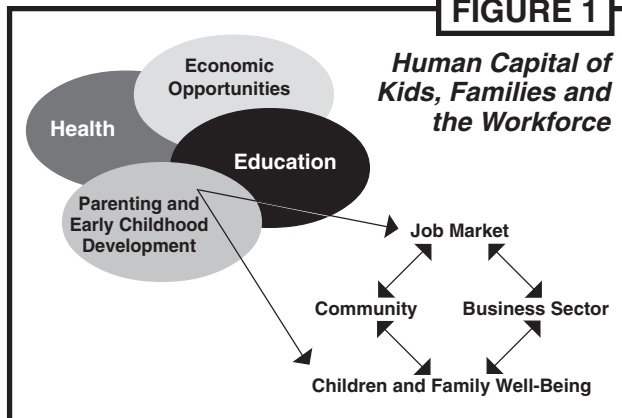 FIGURE 1
Human Capital of
Kids, Families and
the Workforce
Economic
Opportunities
Health
Education
Parenting and
Early Childhood
Development
Job Market
Community
Business Sector
Children and Family Well-Being